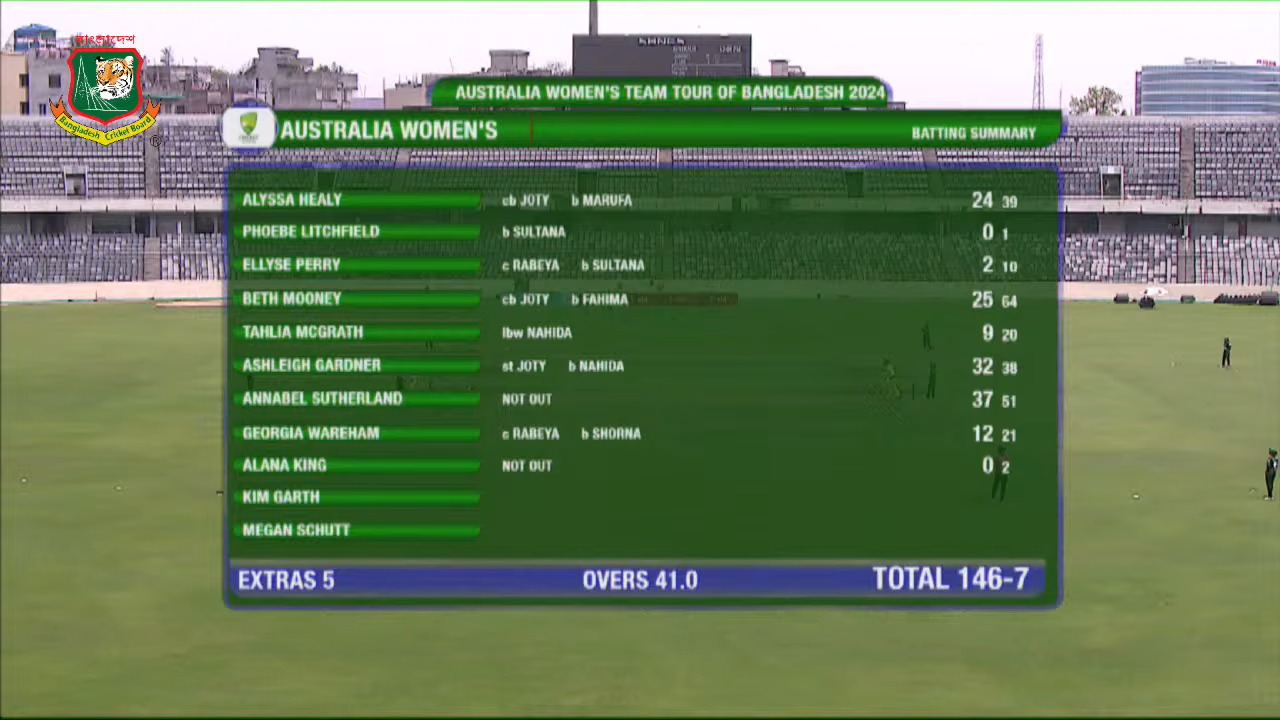 বাংলাদেশ
Bangladesh Cricket Board
®
AUSTRALIA WOMEN'S TEAM TOUR OF BANGLADESH 2024
AUSTRALIA WOMEN'S BATTING SUMMARY
ALYSSA HEALY cb JOTY b MARUFA 24 39
PHOEBE LITCHFIELD b SULTANA 0 1
ELLYSE PERRY c RABEYA b SULTANA 2 10
BETH MOONEY cb JOTY b FAHIMA 25 64
TAHLIA MCGRATH lbw NAHIDA 9 20
ASHLEIGH GARDNER st JOTY b NAHIDA 32 38
ANNABEL SUTHERLAND NOT OUT 37 51
GEORGIA WAREHAM c RABEYA b SHORNA 12 21
ALANA KING NOT OUT 0 2
KIM GARTH
MEGAN SCHUTT
EXTRAS 5 OVERS 41.0 TOTAL 146-7